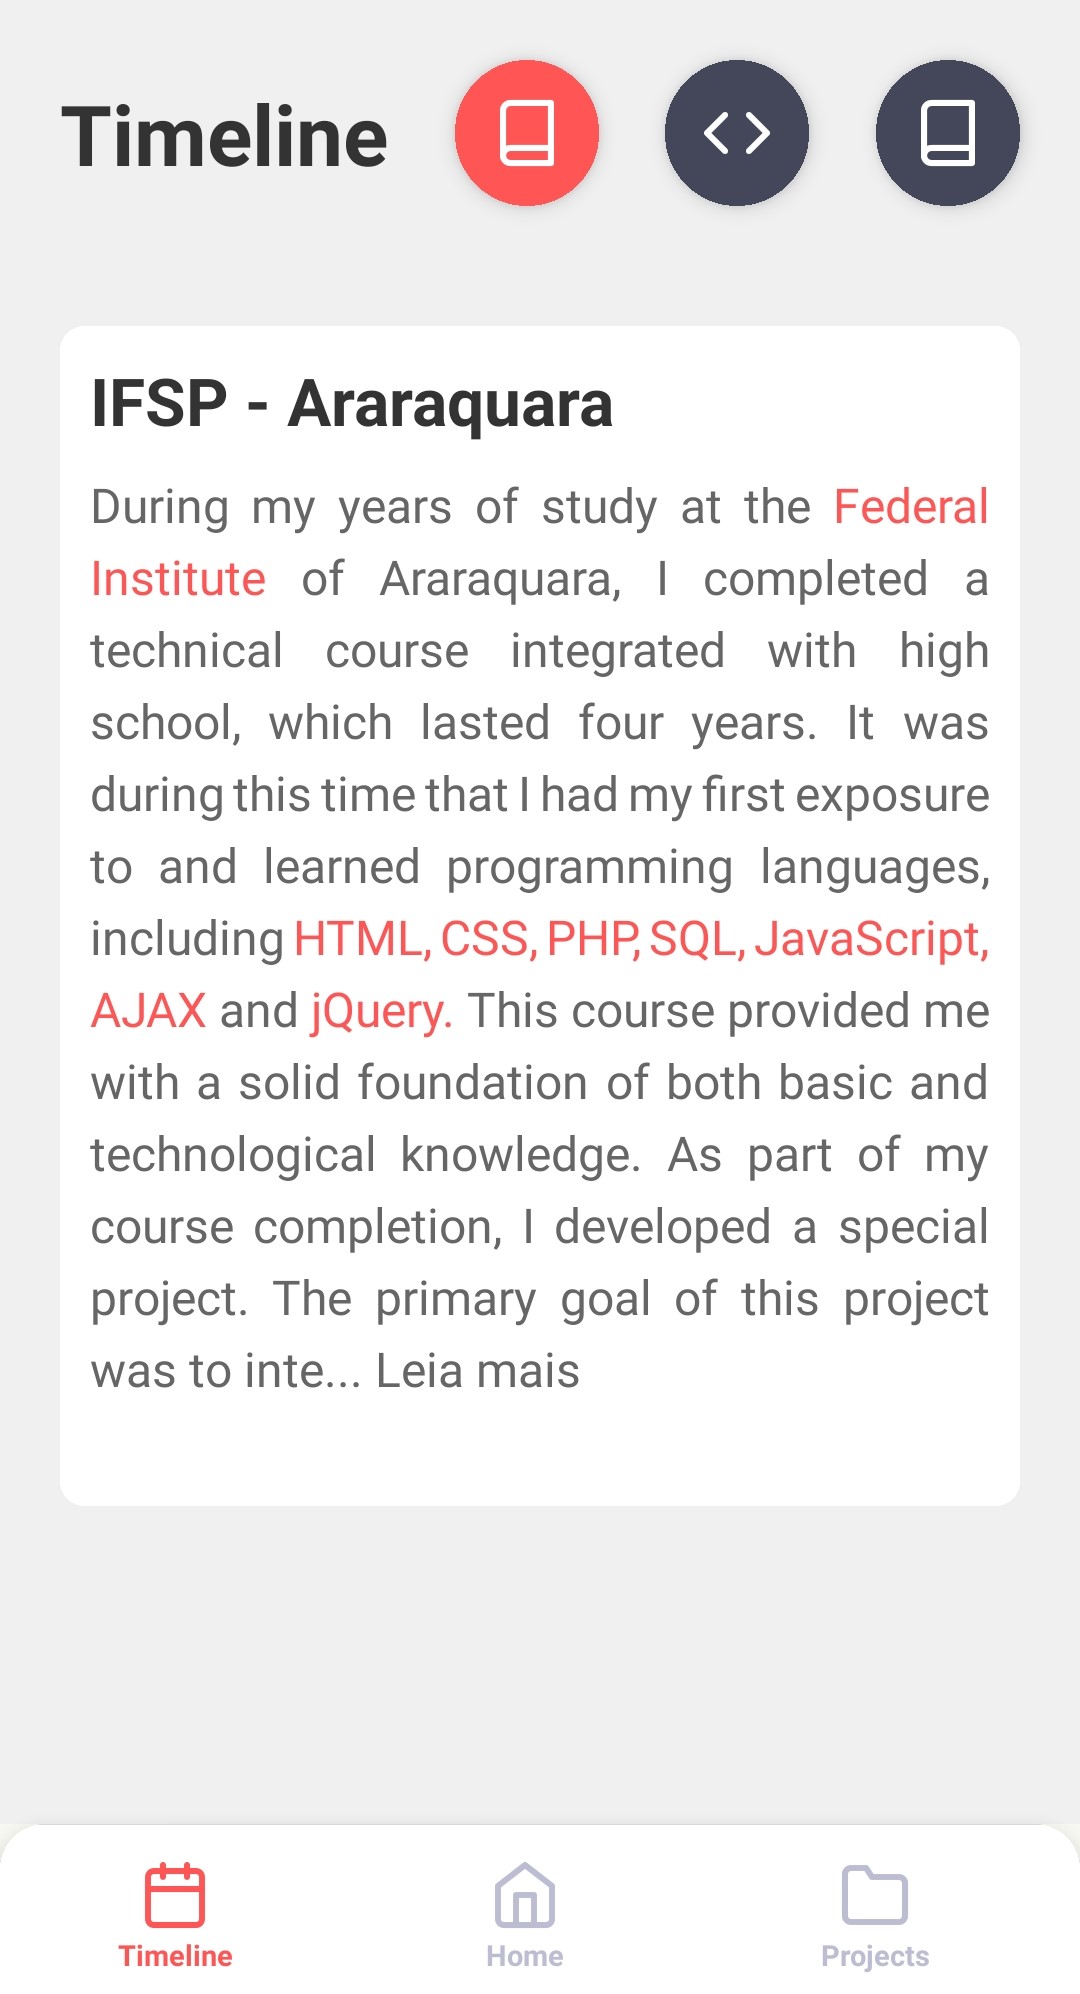 Timeline
IFSP - Araraquara
During my years of study at the Federal
Institute of Araraquara, I completed a
technical course integrated with high
school, which lasted four years. It was
during this time that I had my first exposure
to and learned programming languages,
including HTML, CSS, PHP, SQL, JavaScript,
AJAX and jQuery. This course provided me
with a solid foundation of both basic and
technological knowledge. As part of my
course completion, I developed a special
project. The primary goal of this project
was to inte... Leia mais
Timeline
Home
Projects